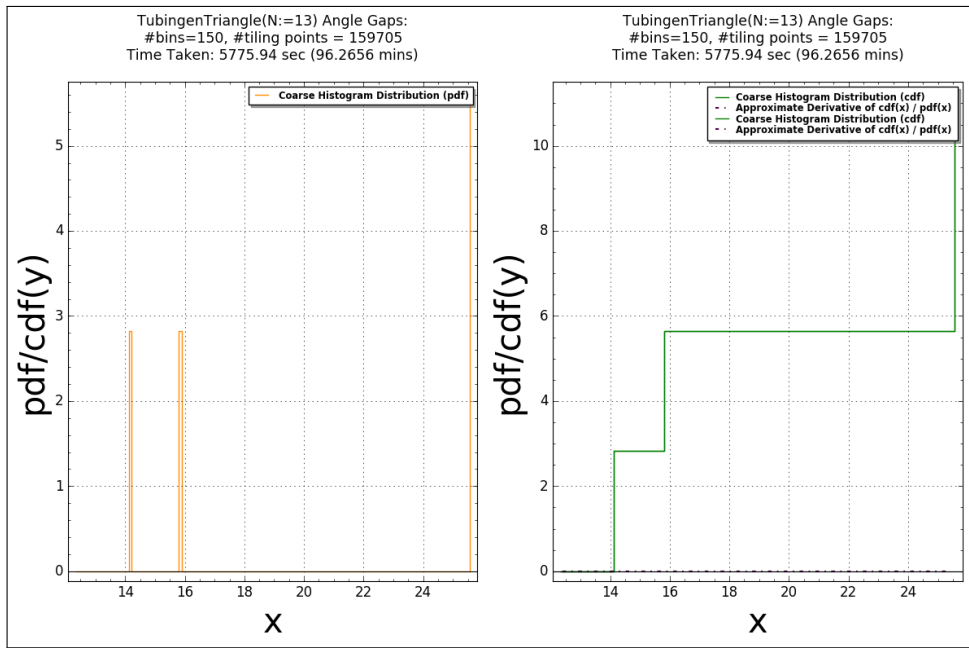 TubingenTriangle(N:=13) Angle Gaps:
#bins=150, #tiling points = 159705
Time Taken: 5775.94 sec (96.2656 mins)
Coarse Histogram Distribution (pdf)
pdf/cdf(y)
5
4
3
2
1
0
14
16
18
20
22
24
x
TubingenTriangle(N:=13) Angle Gaps:
#bins=150, #tiling points = 159705
Time Taken: 5775.94 sec (96.2656 mins)
Coarse Histogram Distribution (cdf)
Approximate Derivative of cdf(x) / pdf(x)
Coarse Histogram Distribution (cdf)
Approximate Derivative of cdf(x) / pdf(x)
pdf/cdf(y)
10
8
6
4
2
0
14
16
18
20
22
24
x